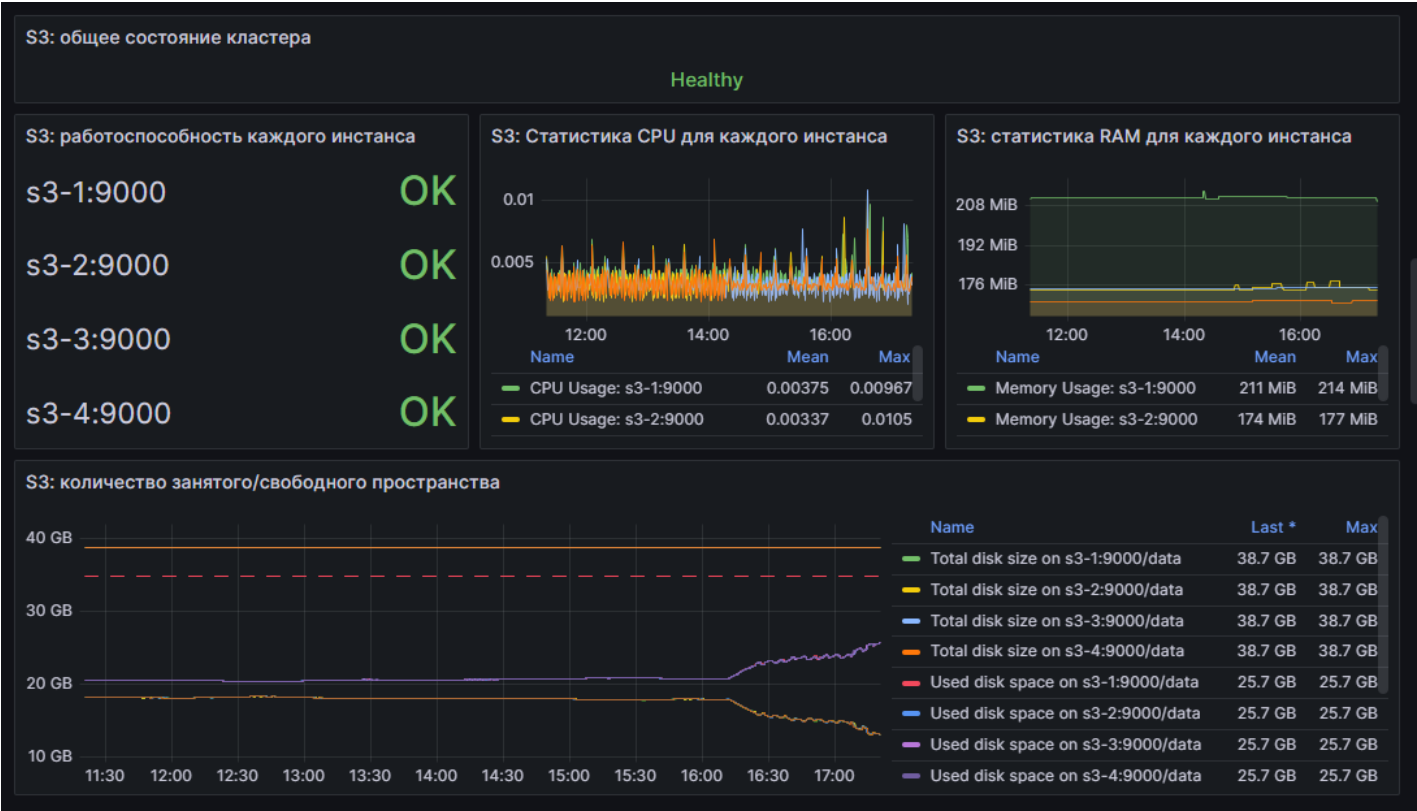 S3: общее состояние кластера
Healthy
S3: работоспособность каждого инстанса
s3-1:9000 OK
s3-2:9000 OK
s3-3:9000 OK
s3-4:9000 OK
S3: Статистика CPU для каждого инстанса
0.01
0.005
12:00 14:00 16:00
Name Mean Max
CPU Usage: s3-1:9000 0.00375 0.00967
CPU Usage: s3-2:9000 0.00337 0.0105
S3: статистика RAM для каждого инстанса
208 MiB
192 MiB
176 MiB
12:00 14:00 16:00
Name Mean Max
Memory Usage: s3-1:9000 211 MiB 214 MiB
Memory Usage: s3-2:9000 174 MiB 177 MiB
S3: количество занятого/свободного пространства
40 GB
30 GB
20 GB
10 GB
11:30 12:00 12:30 13:00 13:30 14:00 14:30 15:00 15:30 16:00 16:30 17:00
Name Last * Max
Total disk size on s3-1:9000/data 38.7 GB 38.7 GB
Total disk size on s3-2:9000/data 38.7 GB 38.7 GB
Total disk size on s3-3:9000/data 38.7 GB 38.7 GB
Total disk size on s3-4:9000/data 38.7 GB 38.7 GB
Used disk space on s3-1:9000/data 25.7 GB 25.7 GB
Used disk space on s3-2:9000/data 25.7 GB 25.7 GB
Used disk space on s3-3:9000/data 25.7 GB 25.7 GB
Used disk space on s3-4:9000/data 25.7 GB 25.7 GB